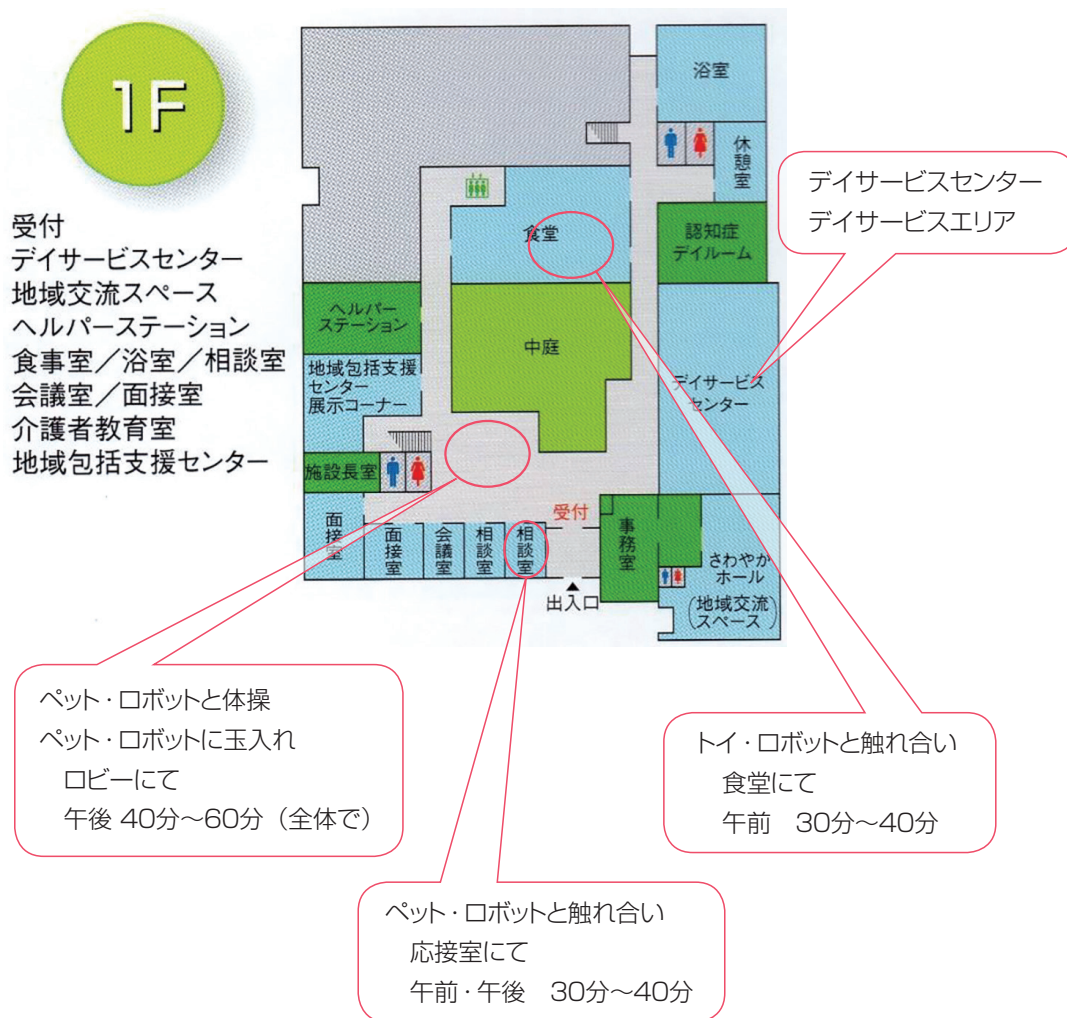 1F
受付
デイサービスセンター
地域交流スペース
ヘルパーステーション
食事室／浴室／相談室
会議室／面接室
介護者教育室
地域包括支援センター
浴室
休憩室
食堂
認知症
デイルーム
ヘルパー
ステーション
中庭
地域包括支援
センター
展示コーナー
デイサービス
センター
施設長室
受付
面接室
面接室
会議室
相談室
相談室
事務室
さわやか
ホール
(地域交流
スペース)
出入口
デイサービスセンター
デイサービスエリア
ペット・ロボットと体操
ペット・ロボットに玉入れ
ロビーにて
午後 40分～60分（全体で）
トイ・ロボットと触れ合い
食堂にて
午前　30分～40分
ペット・ロボットと触れ合い
応接室にて
午前・午後　30分～40分